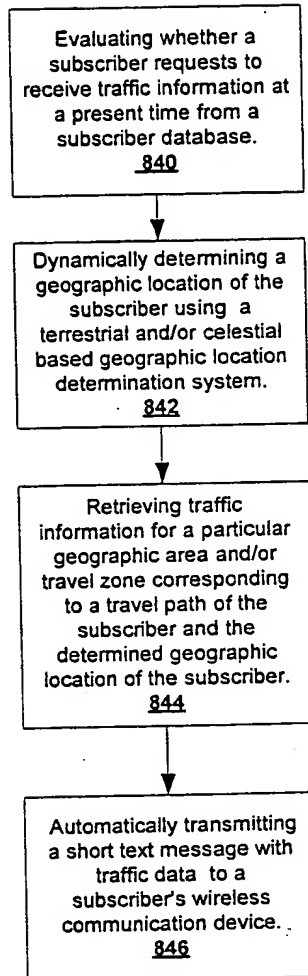 Evaluating whether a
subscriber requests to
receive traffic information at
a present time from a
subscriber database.
840
Dynamically determining a
geographic location of the
subscriber using a
terrestrial and/or celestial
based geographic location
determination system.
842
Retrieving traffic
information for a particular
geographic area and/or
travel zone corresponding
to a travel path of the
subscriber and the
determined geographic
location of the subscriber.
844
Automatically transmitting
a short text message with
traffic data to a
subscriber's wireless
communication device.
846